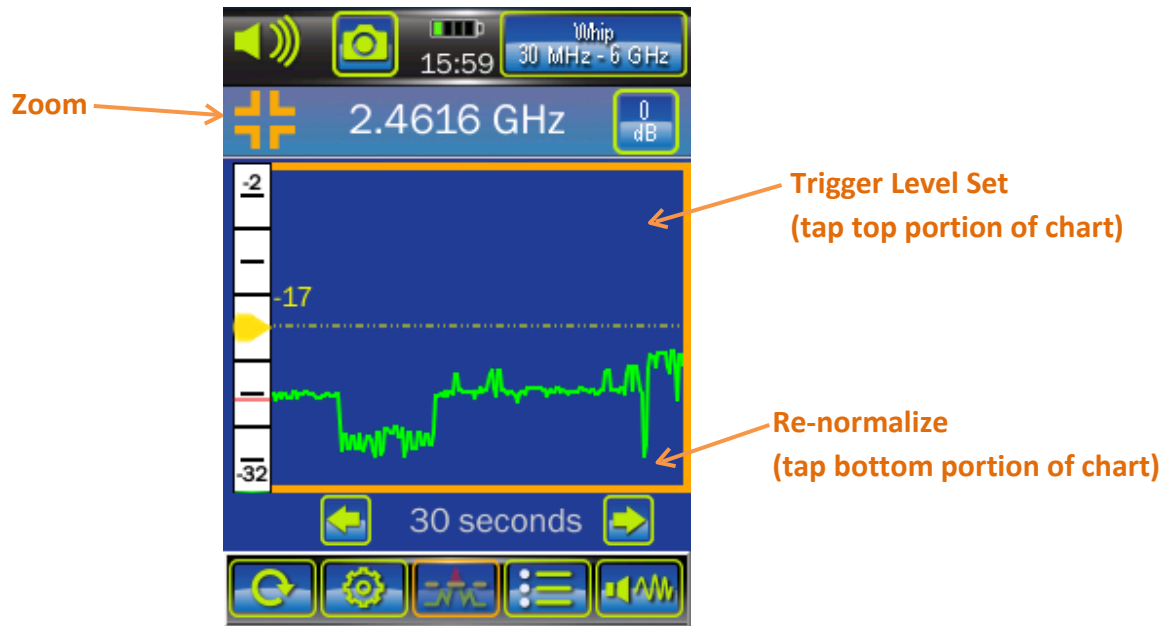 Whip
30 MHz - 6 GHz
15:59
Zoom
2.4616 GHz
0
dB
-2
Trigger Level Set
(tap top portion of chart)
-17
Re-normalize
(tap bottom portion of chart)
-32
30 seconds